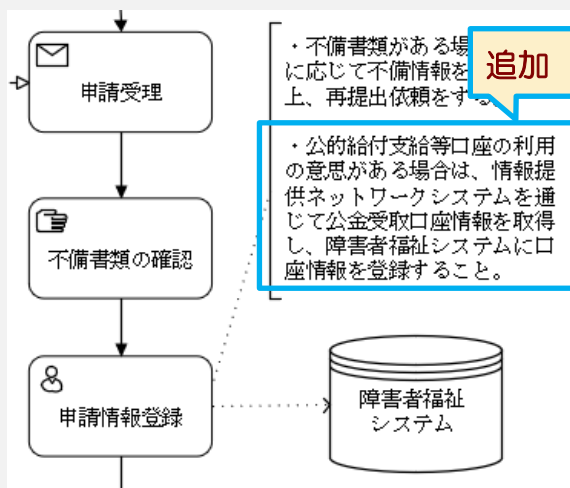 申請受理
不備書類の確認
申請情報登録
・不備書類がある場
に応じて不備情報を
上、再提出依頼をする
追加
・公的給付支給等口座の利用
の意思がある場合は、情報提
供ネットワークシステムを通
じて公金受取口座情報を取得
し、障害者福祉システムに口
座情報を登録すること。
障害者福祉
システム